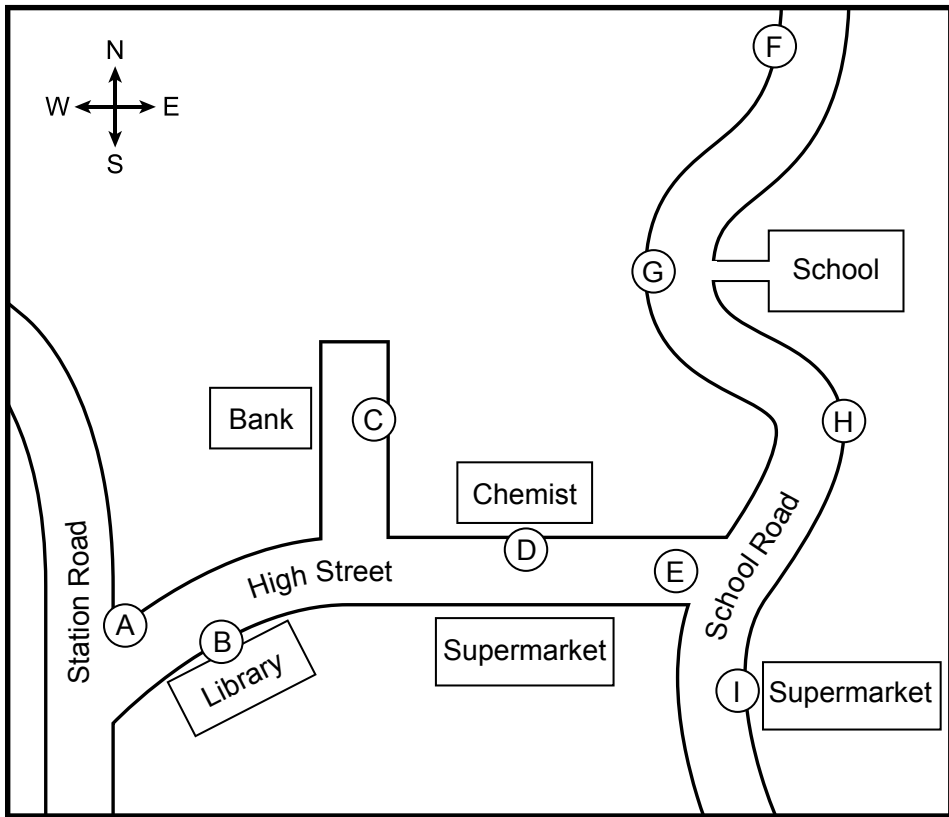 N
W E
S
F
G
School
Bank
C
H
Chemist
D
E
High Street
Station Road
School Road
A
B
Library
Supermarket
I
Supermarket